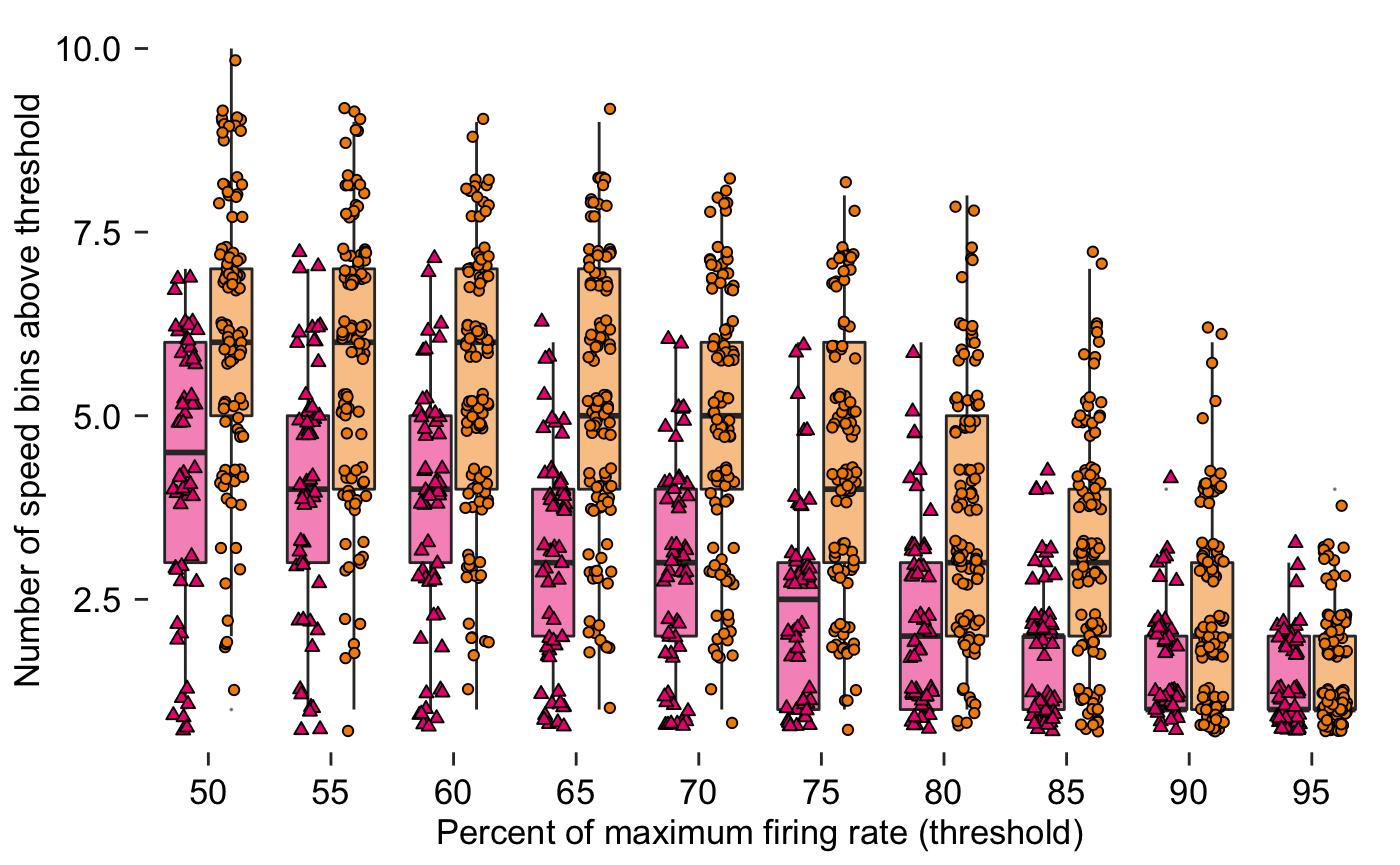 Number of speed bins above threshold
10.0
7.5
5.0
2.5
50 55 60 65 70 75 80 85 90 95
Percent of maximum firing rate (threshold)